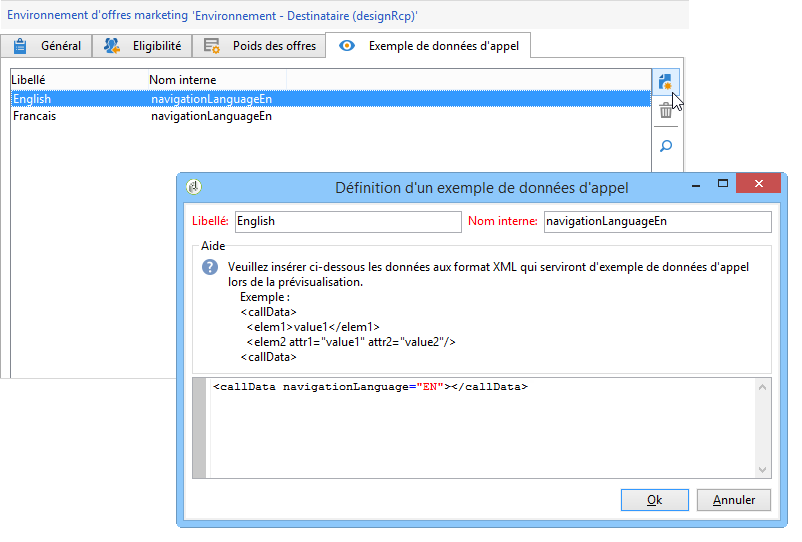 Environnement d'offres marketing 'Environnement - Destinataire (designRcp)'
Général Eligibilité Poids des offres Exemple de données d'appel
Libellé Nom interne
English navigationLanguageEn
Francais navigationLanguageEn
Définition d'un exemple de données d'appel
Libellé: English Nom interne: navigationLanguageEn
Aide
Veuillez insérer ci-dessous les données aux format XML qui serviront d'exemple de données d'appel
lors de la prévisualisation.
Exemple :
<callData>
<elem1>value1</elem1>
<elem2 attr1="value1" attr2="value2"/>
<callData>
<callData navigationLanguage="EN"></callData>
Ok Annuler